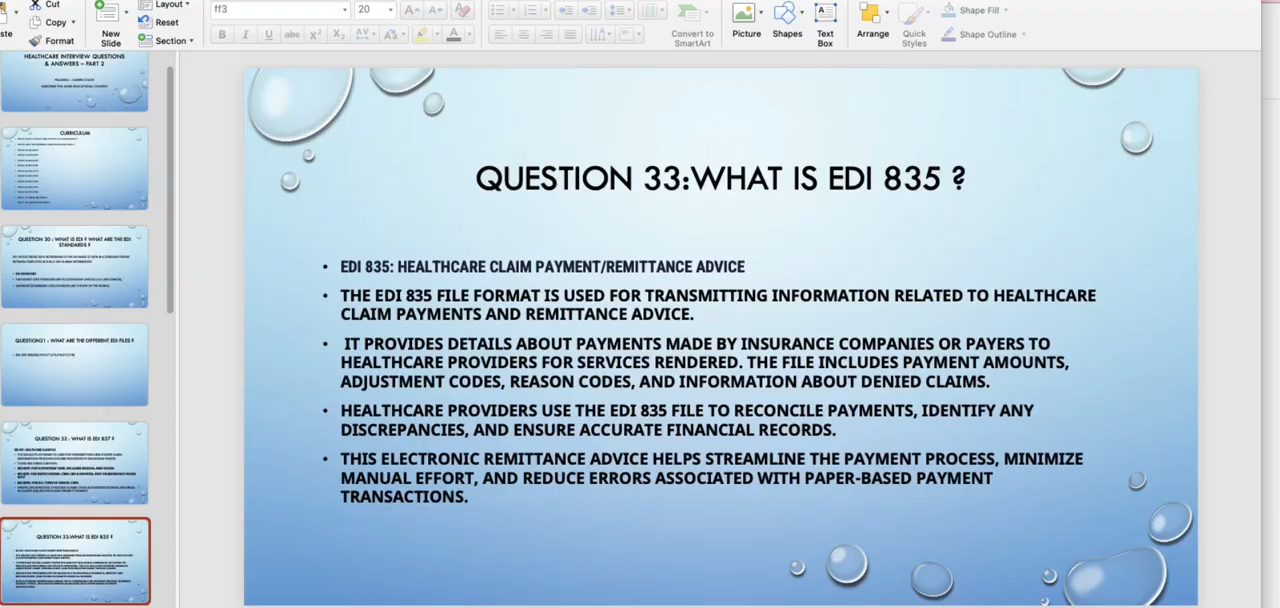 Cut
Copy
Format
New
Slide
Layout
Reset
Section
ff3
20
B I U abc X² X₂
Convert to
SmartArt
Picture
Shapes
Text
Box
Arrange
Quick
Styles
Shape Fill
Shape Outline
HEALTHCARE INTERVIEW QUESTIONS
& ANSWERS – PART 2
CURRICULUM
QUESTION 30 : WHAT IS EDI ? WHAT ARE THE EDI
STANDARDS ?
QUESTION31 : WHAT ARE THE DIFFERENT EDI FILES ?
QUESTION 32 : WHAT IS EDI 837 ?
QUESTION 33:WHAT IS EDI 835 ?
QUESTION 33:WHAT IS EDI 835 ?
• EDI 835: HEALTHCARE CLAIM PAYMENT/REMITTANCE ADVICE
• THE EDI 835 FILE FORMAT IS USED FOR TRANSMITTING INFORMATION RELATED TO HEALTHCARE
CLAIM PAYMENTS AND REMITTANCE ADVICE.
• IT PROVIDES DETAILS ABOUT PAYMENTS MADE BY INSURANCE COMPANIES OR PAYERS TO
HEALTHCARE PROVIDERS FOR SERVICES RENDERED. THE FILE INCLUDES PAYMENT AMOUNTS,
ADJUSTMENT CODES, REASON CODES, AND INFORMATION ABOUT DENIED CLAIMS.
• HEALTHCARE PROVIDERS USE THE EDI 835 FILE TO RECONCILE PAYMENTS, IDENTIFY ANY
DISCREPANCIES, AND ENSURE ACCURATE FINANCIAL RECORDS.
• THIS ELECTRONIC REMITTANCE ADVICE HELPS STREAMLINE THE PAYMENT PROCESS, MINIMIZE
MANUAL EFFORT, AND REDUCE ERRORS ASSOCIATED WITH PAPER-BASED PAYMENT
TRANSACTIONS.